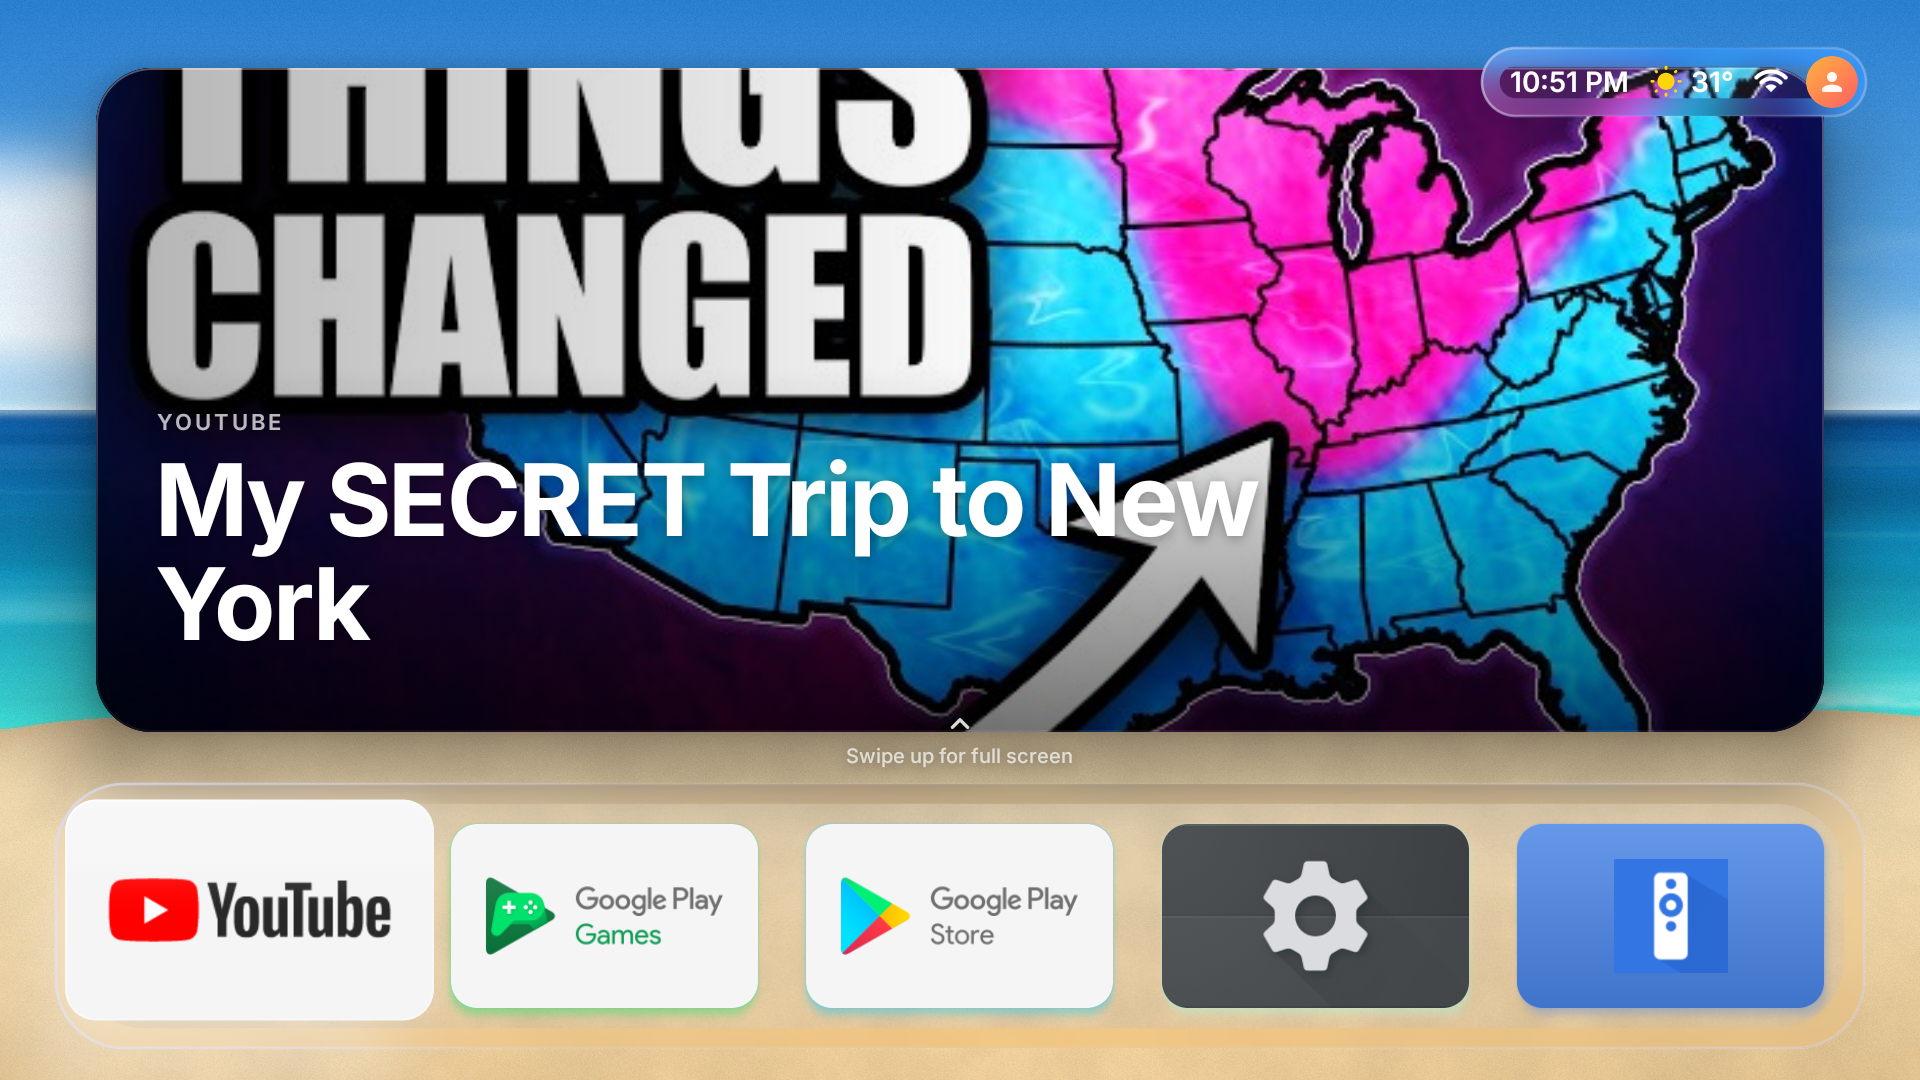 10:51 PM 31°
THINGS
CHANGED
YOUTUBE
My SECRET Trip to New
York
Swipe up for full screen
YouTube
Google Play
Games
Google Play
Store